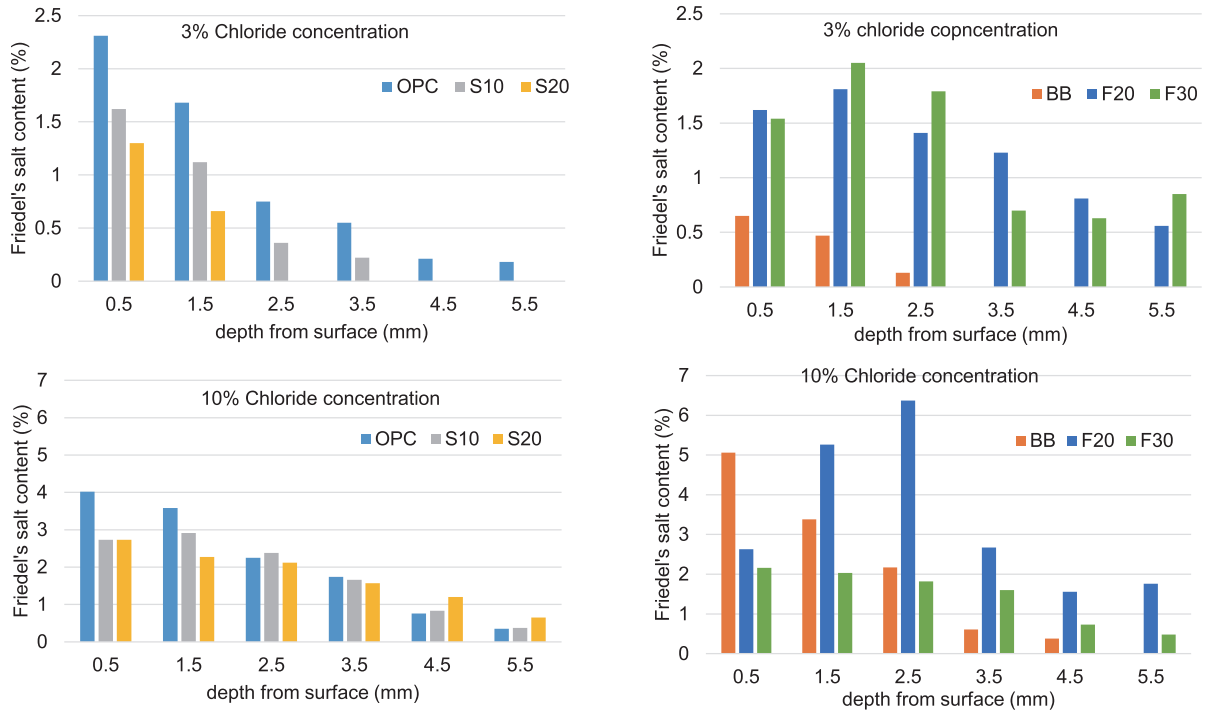 3% Chloride concentration
OPC S10 S20
Friedel's salt content (%)
2.5
2
1.5
1
0.5
0
0.5 1.5 2.5 3.5 4.5 5.5
depth from surface (mm)
3% chloride copncentration
BB F20 F30
Friedel's salt content (%)
2.5
2
1.5
1
0.5
0
0.5 1.5 2.5 3.5 4.5 5.5
depth from surface (mm)
10% Chloride concentration
OPC S10 S20
Friedel's salt content (%)
7
6
5
4
3
2
1
0
0.5 1.5 2.5 3.5 4.5 5.5
depth from surface (mm)
10% Chloride concentration
BB F20 F30
Friedel's salt content (%)
7
6
5
4
3
2
1
0
0.5 1.5 2.5 3.5 4.5 5.5
depth from surface (mm)